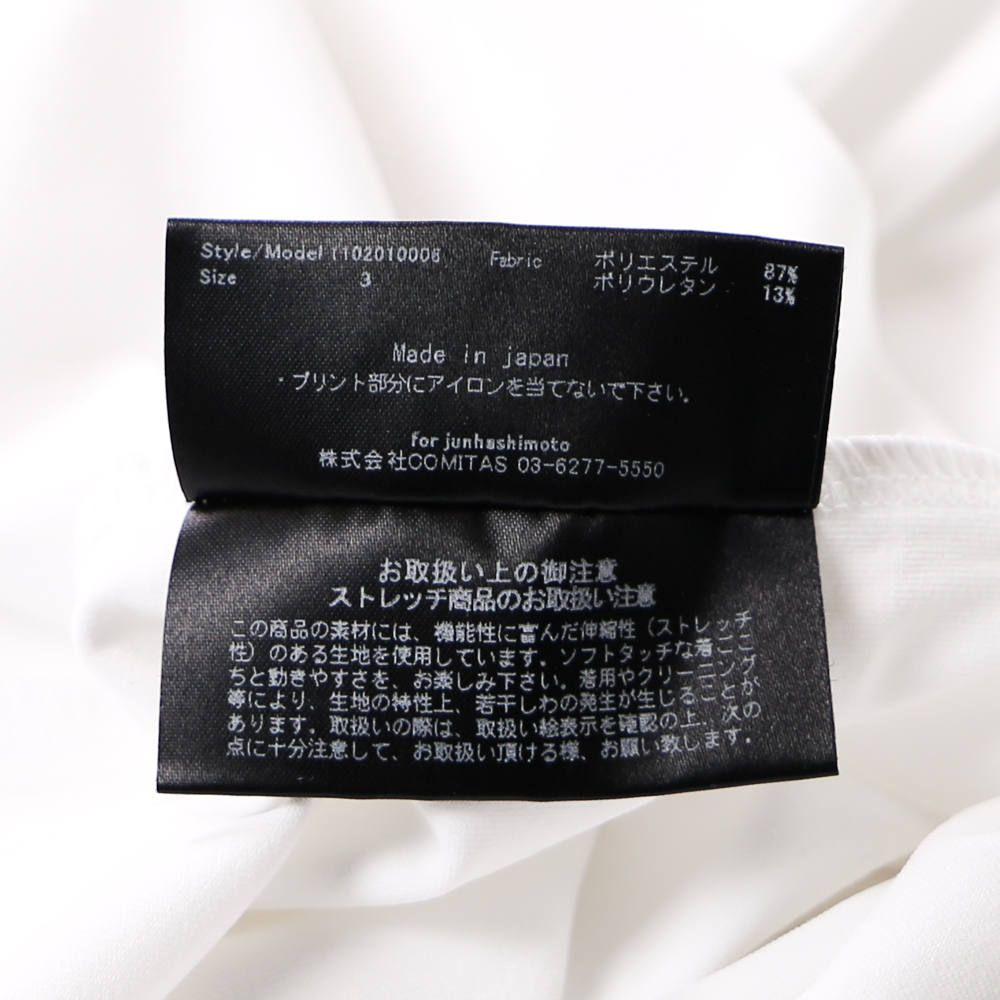 Style/Model 1102010006 Fabric ポリエステル 87%
Size 3 ポリウレタン 13%
Made in japan
・プリント部分にアイロンを当てないで下さい。
for junhashimoto
株式会社COMITAS 03-6277-5550
お取扱い上の御注意
ストレッチ商品のお取扱い注意
この商品の素材には、機能性に富んだ伸縮性（ストレッチ
性）のある生地を使用しています。ソフトタッチな着ごこ
ちと動きやすさを、お楽しみ下さい。着用やクリーニング
等により、生地の特性上、若干しわの発生が生じることが
あります。取扱いの際は、取扱い絵表示を確認の上、次の
点に十分注意して、お取扱い頂ける様、お願い致します。